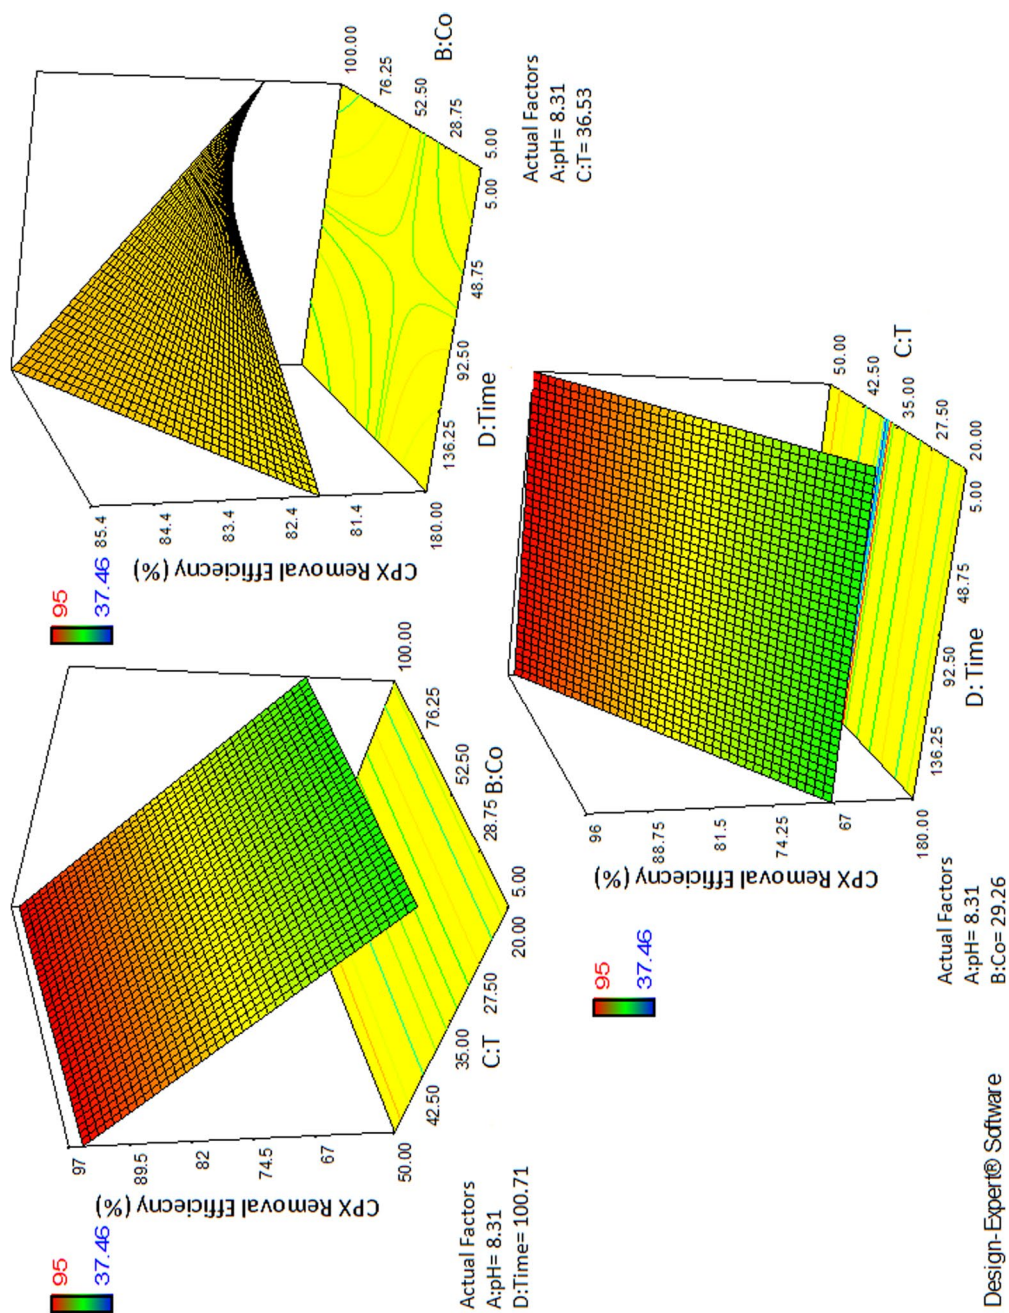 95
37.46
CPX Removal Efficiecny (%)
97
89.5
82
74.5
67
50.00
42.50
35.00
27.50
20.00
C:T
5.00
28.75
52.50
76.25
100.00
B:Co
Actual Factors
A:pH= 8.31
D:Time= 100.71
95
37.46
CPX Removal Efficiecny (%)
85.4
84.4
83.4
82.4
81.4
180.00
136.25
92.50
48.75
5.00
D:Time
5.00
28.75
52.50
76.25
100.00
B:Co
Actual Factors
A:pH= 8.31
C:T= 36.53
95
37.46
CPX Removal Efficiecny (%)
96
88.75
81.5
74.25
67
180.00
136.25
92.50
48.75
5.00
D: Time
20.00
27.50
35.00
42.50
50.00
C:T
Actual Factors
A:pH= 8.31
B:Co= 29.26
Design-Expert® Software